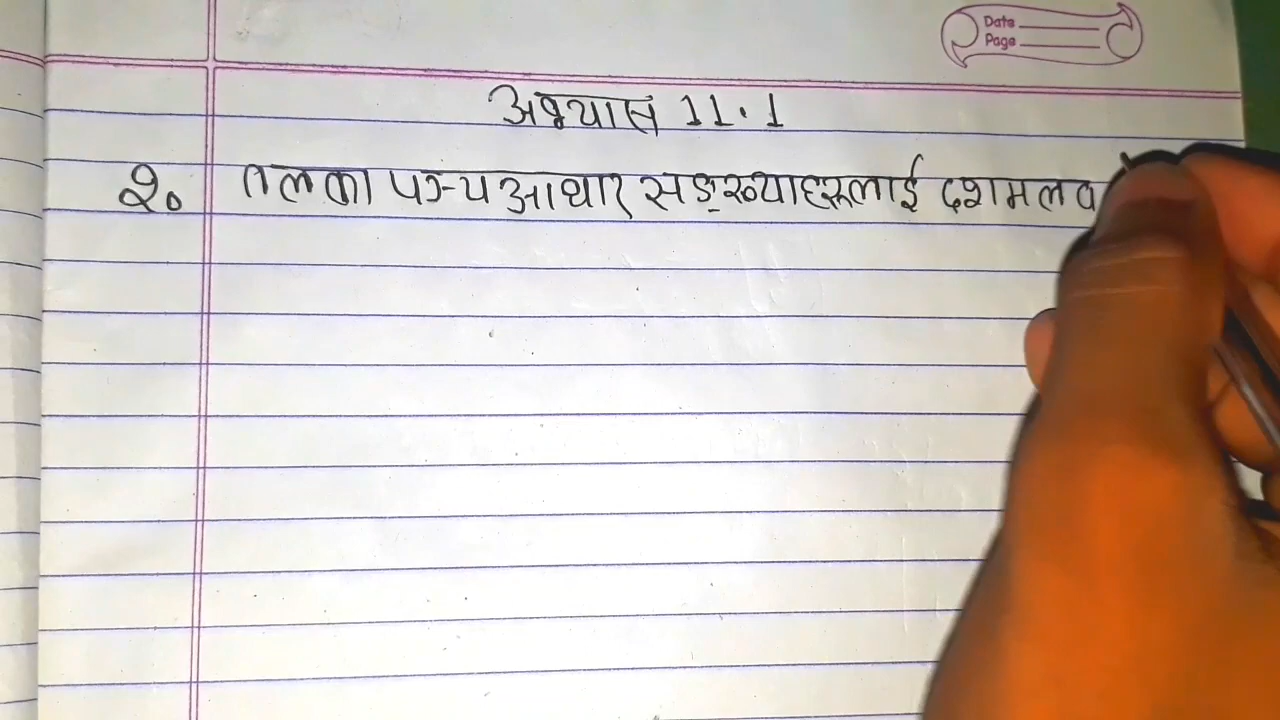 Date
Page
अभ्यास 11.1
२. तलका पञ्च आधार सङ्ख्याहरूलाई दशमलव